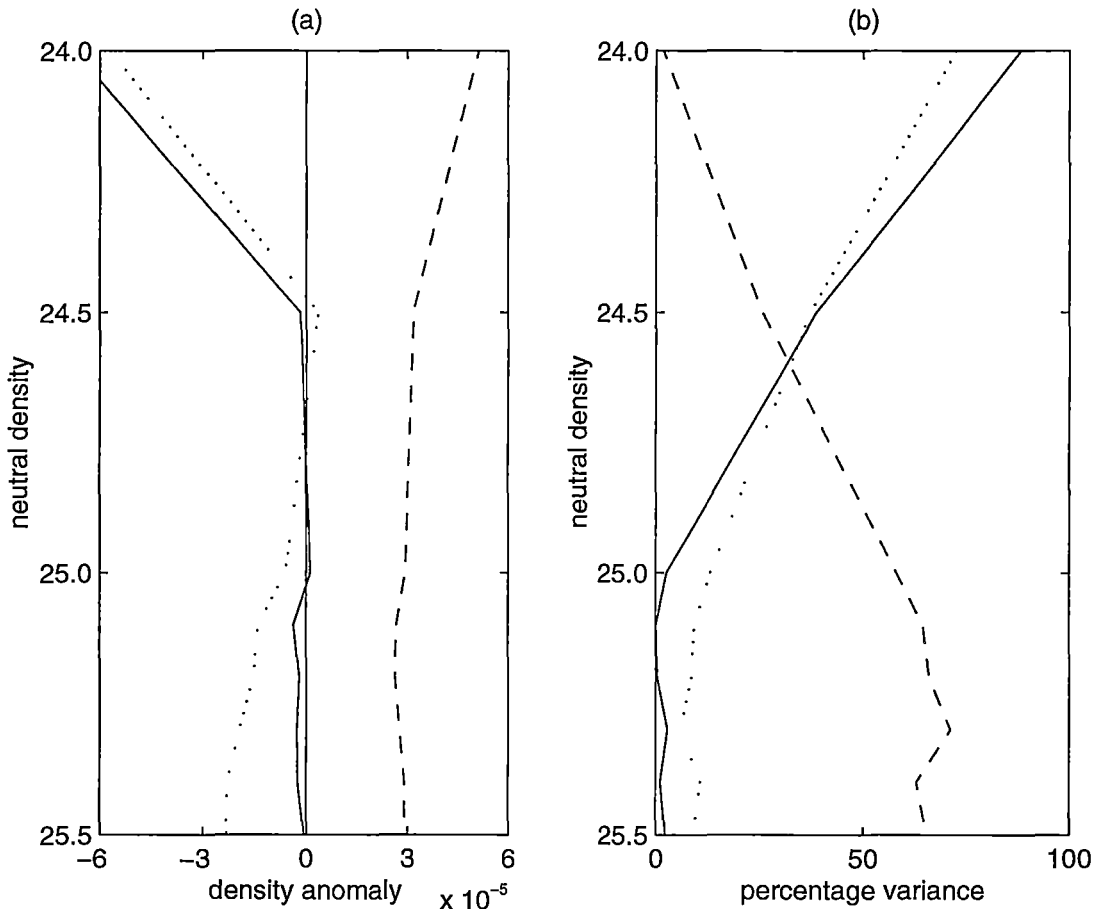 (a)
24.0
24.5
25.0
25.5
neutral density
−6
−3
0
3
6
density anomaly
x 10⁻⁵
(b)
24.0
24.5
25.0
25.5
neutral density
0
50
100
percentage variance